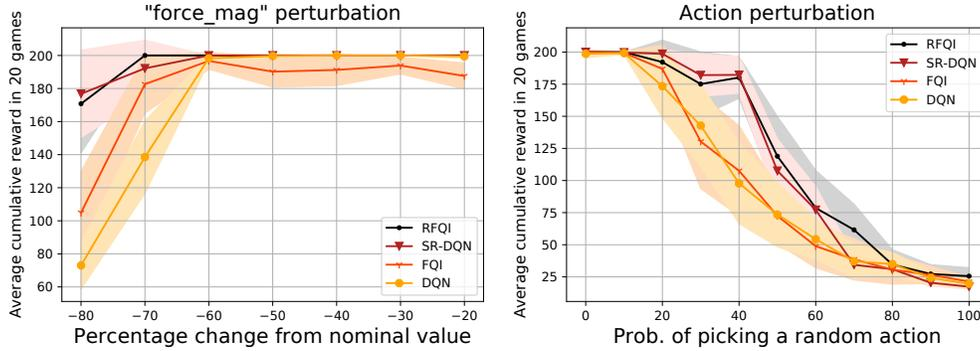 "force_mag" perturbation
Average cumulative reward in 20 games
200
180
160
140
120
100
80
60
RFQI
SR-DQN
FQI
DQN
−80 −70 −60 −50 −40 −30 −20
Percentage change from nominal value
Action perturbation
Average cumulative reward in 20 games
200
175
150
125
100
75
50
25
RFQI
SR-DQN
FQI
DQN
0 20 40 60 80 100
Prob. of picking a random action